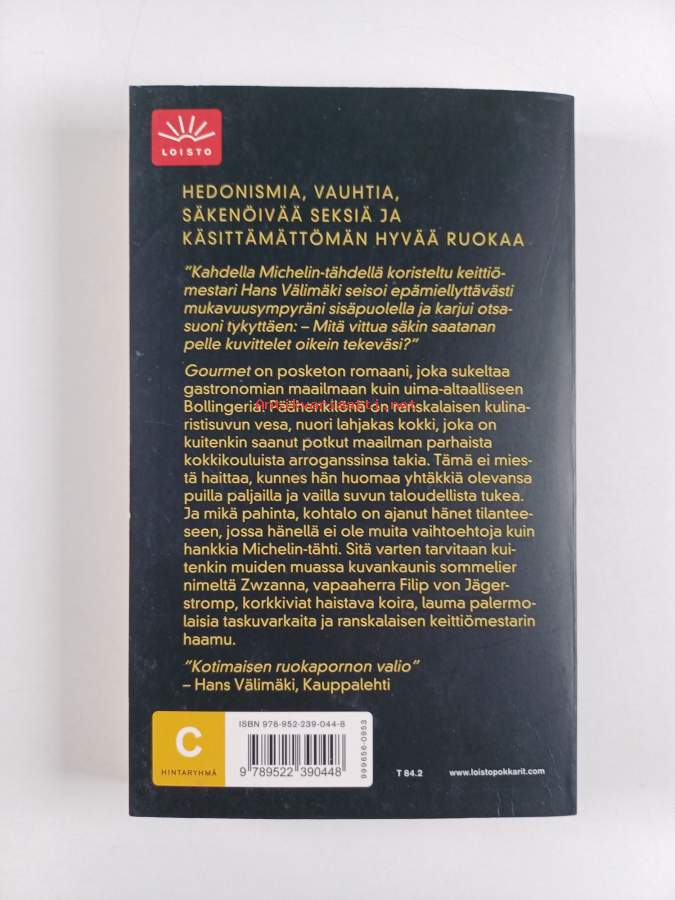 LOISTO
HEDONISMIA, VAUHTIA,
SÄKENÖIVÄÄ SEKSIÄ JA
KÄSITTÄMÄTTÖMÄN HYVÄÄ RUOKAA
"Kahdella Michelin-tähdellä koristeltu keittiö-
mestari Hans Välimäki seisoi epämiellyttävästi
mukavuusympyräni sisäpuolella ja karjui otsa-
suoni tykyttäen: – Mitä vittua säkin saatanan
pelle kuvittelet oikein tekeväsi?"
Gourmet on posketon romaani, joka sukeltaa
gastronomian maailmaan kuin uima-altaalliseen
Bollingeria. Päähenkilönä on ranskalaisen kulina-
ristisuvun vesa, nuori lahjakas kokki, joka on
kuitenkin saanut potkut maailman parhaista
kokkikouluista arroganssinsa takia. Tämä ei mies-
tä haittaa, kunnes hän huomaa yhtäkkiä olevansa
puilla paljailla ja vailla suvun taloudellista tukea.
Ja mikä pahinta, kohtalo on ajanut hänet tilantee-
seen, jossa hänellä ei ole muita vaihtoehtoja kuin
hankkia Michelin-tähti. Sitä varten tarvitaan kui-
tenkin muiden muassa kuvankaunis sommelier
nimeltä Zwzanna, vapaaherra Filip von Jäger-
stromp, korkkiviat haistava koira, lauma palermo-
laisia taskuvarkaita ja ranskalaisen keittiömestarin
haamu.
"Kotimaisen ruokapornon valio"
– Hans Välimäki, Kauppalehti
C
HINTARYHMÄ
ISBN 978-952-239-044-8
9 789522 390448
999656-0953
T 84.2
www.loistopokkarit.com